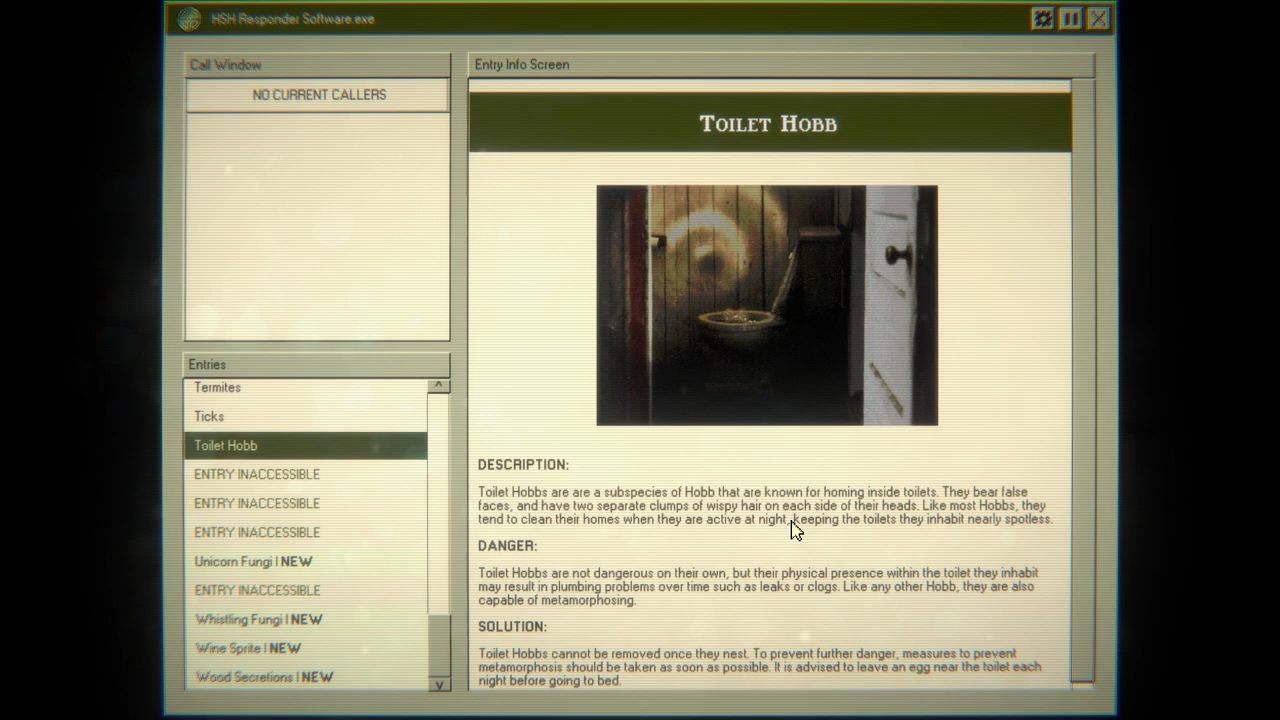 HSH Responder Software.exe
Call Window
NO CURRENT CALLERS
Entries
Termites
Ticks
Toilet Hobb
ENTRY INACCESSIBLE
ENTRY INACCESSIBLE
ENTRY INACCESSIBLE
Unicorn Fungi | NEW
ENTRY INACCESSIBLE
Whistling Fungi | NEW
Wine Sprite | NEW
Wood Secretions | NEW
Entry Info Screen
Toilet Hobb
DESCRIPTION:
Toilet Hobbs are are a subspecies of Hobb that are known for homing inside toilets. They bear false
faces, and have two separate clumps of wispy hair on each side of their heads. Like most Hobbs, they
tend to clean their homes when they are active at night, keeping the toilets they inhabit nearly spotless.
DANGER:
Toilet Hobbs are not dangerous on their own, but their physical presence within the toilet they inhabit
may result in plumbing problems over time such as leaks or clogs. Like any other Hobb, they are also
capable of metamorphosing.
SOLUTION:
Toilet Hobbs cannot be removed once they nest. To prevent further danger, measures to prevent
metamorphosis should be taken as soon as possible. It is advised to leave an egg near the toilet each
night before going to bed.